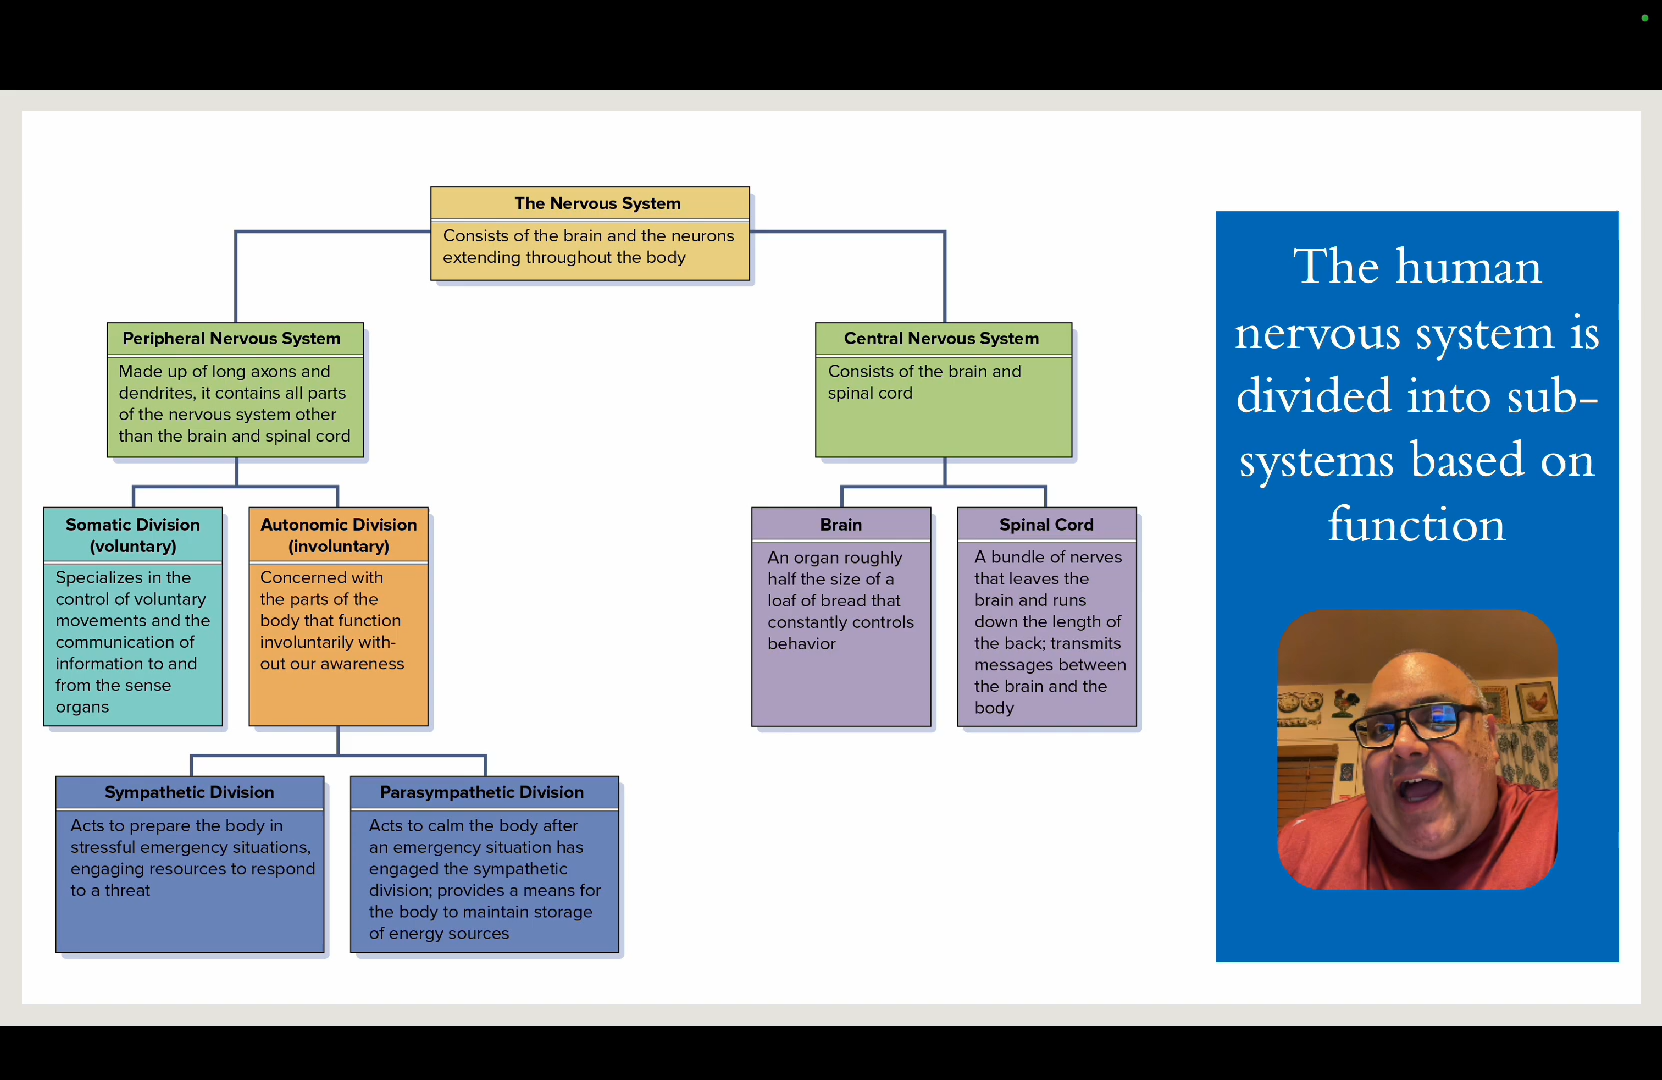 The Nervous System
Consists of the brain and the neurons
extending throughout the body
Peripheral Nervous System
Made up of long axons and
dendrites, it contains all parts
of the nervous system other
than the brain and spinal cord
Central Nervous System
Consists of the brain and
spinal cord
Somatic Division
(voluntary)
Specializes in the
control of voluntary
movements and the
communication of
information to and
from the sense
organs
Autonomic Division
(involuntary)
Concerned with
the parts of the
body that function
involuntarily with-
out our awareness
Brain
An organ roughly
half the size of a
loaf of bread that
constantly controls
behavior
Spinal Cord
A bundle of nerves
that leaves the
brain and runs
down the length of
the back; transmits
messages between
the brain and the
body
Sympathetic Division
Acts to prepare the body in
stressful emergency situations,
engaging resources to respond
to a threat
Parasympathetic Division
Acts to calm the body after
an emergency situation has
engaged the sympathetic
division; provides a means for
the body to maintain storage
of energy sources
The human
nervous system is
divided into sub-
systems based on
function